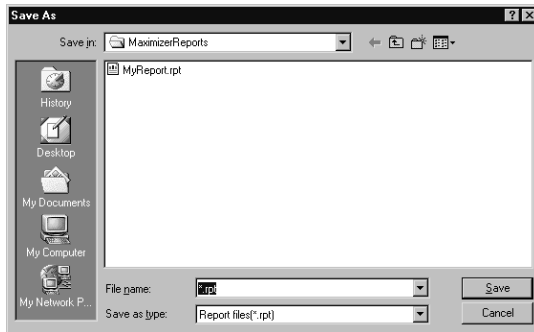 Save As
Save in:
MaximizerReports
MyReport.rpt
History
Desktop
My Documents
My Computer
My Network P...
File name:
*.rpt
Save
Save as type:
Report files(*.rpt)
Cancel